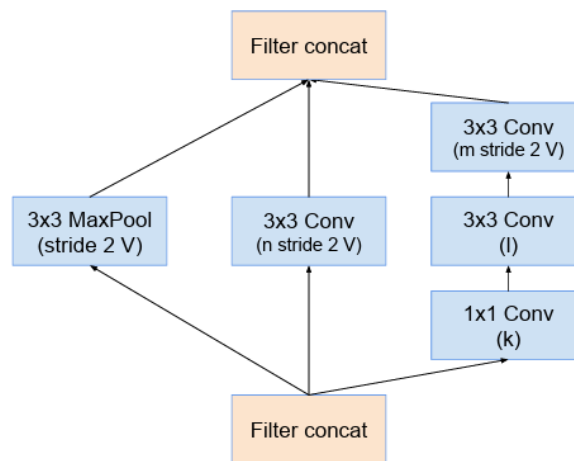 Filter concat
3x3 Conv
(m stride 2 V)
3x3 MaxPool
(stride 2 V)
3x3 Conv
(n stride 2 V)
3x3 Conv
(l)
1x1 Conv
(k)
Filter concat